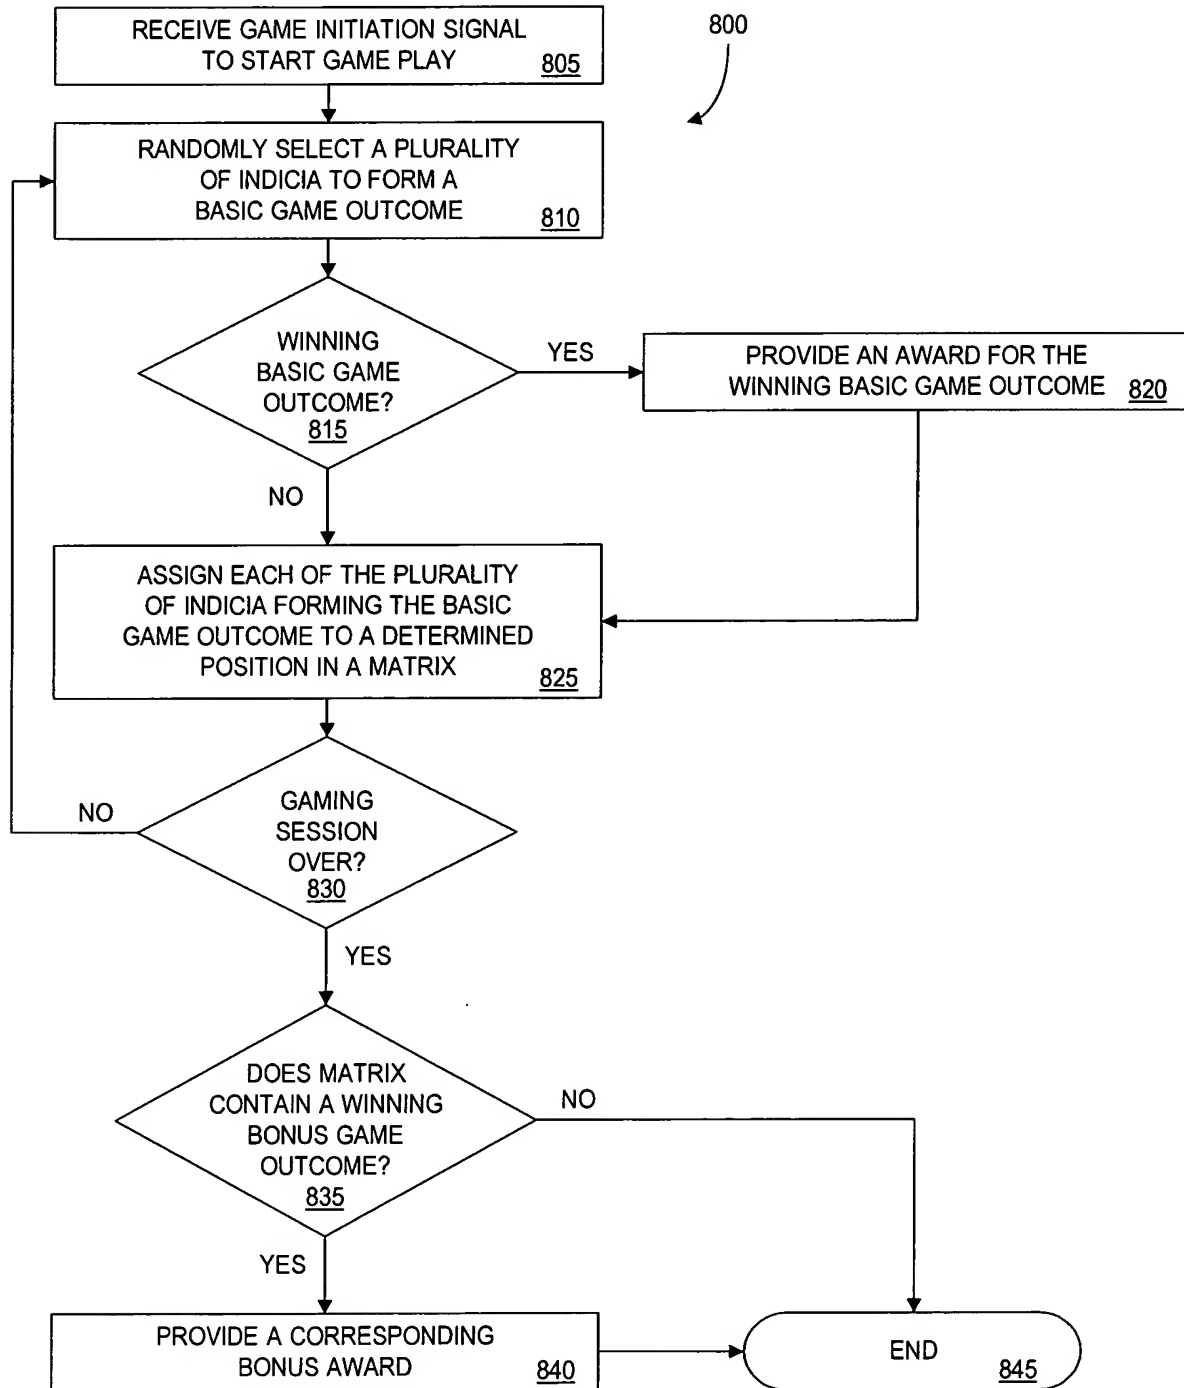 RECEIVE GAME INITIATION SIGNAL
TO START GAME PLAY
805
800
RANDOMLY SELECT A PLURALITY
OF INDICIA TO FORM A
BASIC GAME OUTCOME
810
WINNING
BASIC GAME
OUTCOME?
815
YES
PROVIDE AN AWARD FOR THE
WINNING BASIC GAME OUTCOME
820
NO
ASSIGN EACH OF THE PLURALITY
OF INDICIA FORMING THE BASIC
GAME OUTCOME TO A DETERMINED
POSITION IN A MATRIX
825
NO
GAMING
SESSION
OVER?
830
YES
DOES MATRIX
CONTAIN A WINNING
BONUS GAME
OUTCOME?
835
NO
YES
PROVIDE A CORRESPONDING
BONUS AWARD
840
END
845